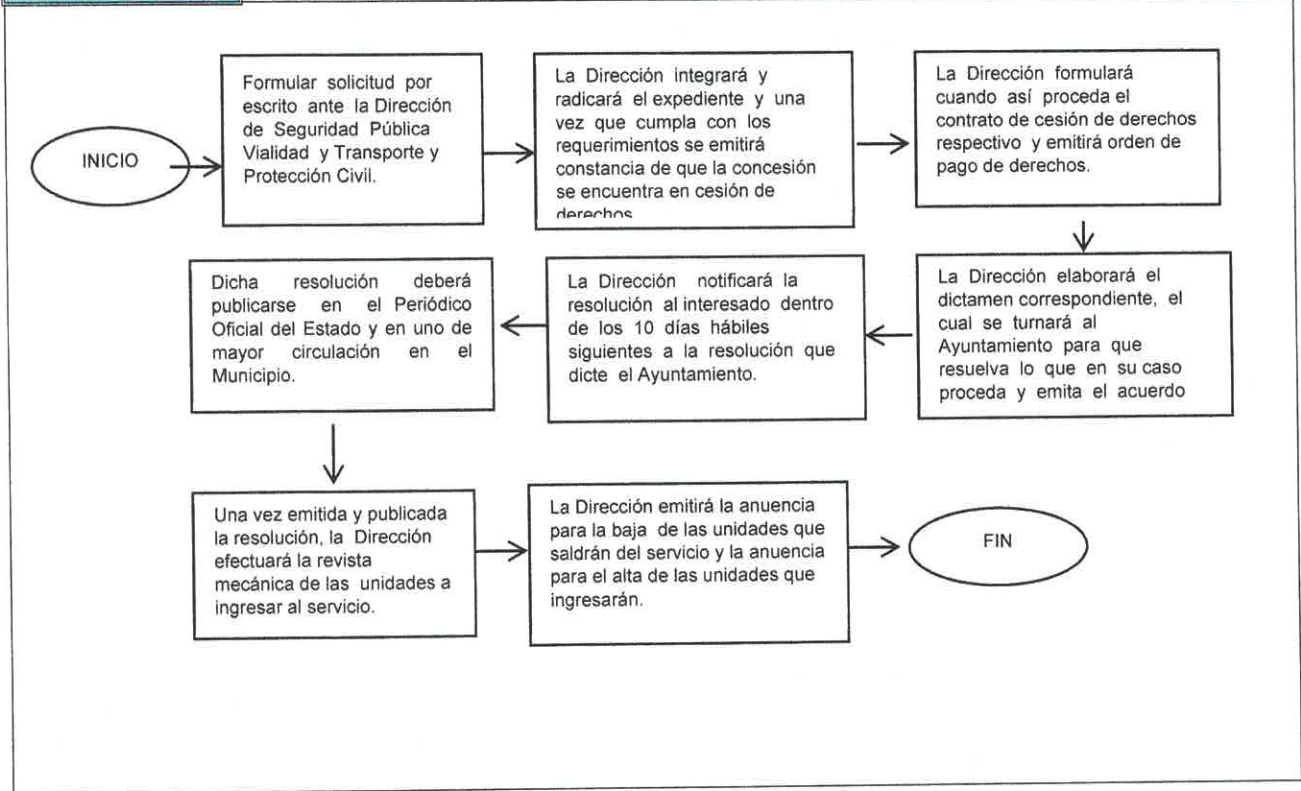 INICIO
Formular solicitud por
escrito ante la Dirección
de Seguridad Pública
Vialidad y Transporte y
Protección Civil.
La Dirección integrará y
radicará el expediente y una
vez que cumpla con los
requerimientos se emitirá
constancia de que la concesión
se encuentra en cesión de
derechos
La Dirección formulará
cuando así proceda el
contrato de cesión de derechos
respectivo y emitirá orden de
pago de derechos.
La Dirección elaborará el
dictamen correspondiente, el
cual se turnará al
Ayuntamiento para que
resuelva lo que en su caso
proceda y emita el acuerdo
La Dirección notificará la
resolución al interesado dentro
de los 10 días hábiles
siguientes a la resolución que
dicte el Ayuntamiento.
Dicha resolución deberá
publicarse en el Periódico
Oficial del Estado y en uno de
mayor circulación en el
Municipio.
Una vez emitida y publicada
la resolución, la Dirección
efectuará la revista
mecánica de las unidades a
ingresar al servicio.
La Dirección emitirá la anuencia
para la baja de las unidades que
saldrán del servicio y la anuencia
para el alta de las unidades que
ingresarán.
FIN